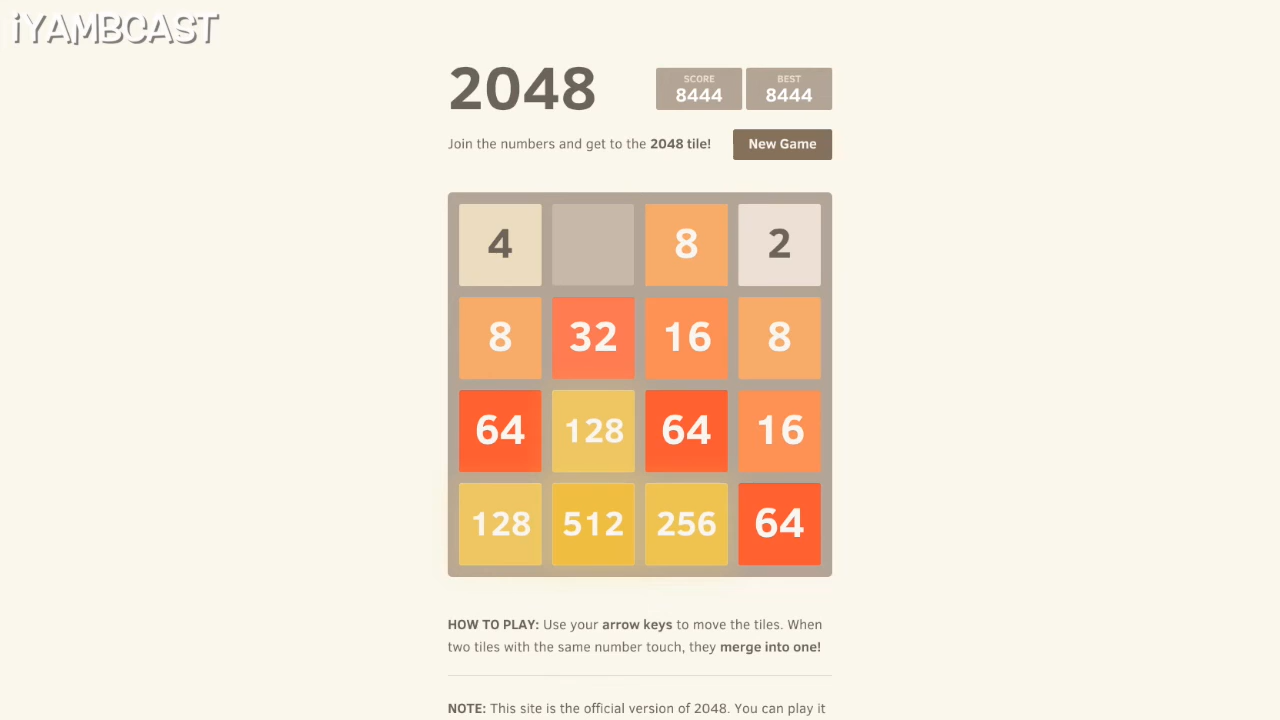 iYAMBCAST
2048
SCORE
8444
BEST
8444
Join the numbers and get to the 2048 tile!
New Game
4 8 2
8 32 16 8
64 128 64 16
128 512 256 64
HOW TO PLAY: Use your arrow keys to move the tiles. When
two tiles with the same number touch, they merge into one!
NOTE: This site is the official version of 2048. You can play it